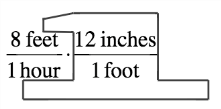 8 feet / 1 hour · 12 inches / 1 foot